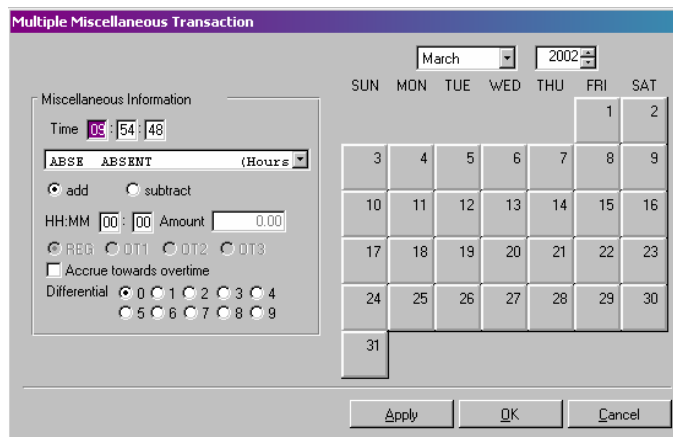 Multiple Miscellaneous Transaction
March 2002
SUN MON TUE WED THU FRI SAT
1 2
3 4 5 6 7 8 9
10 11 12 13 14 15 16
17 18 19 20 21 22 23
24 25 26 27 28 29 30
31
Miscellaneous Information
Time 09 : 54 : 48
ABSE ABSENT (Hours
add subtract
HH:MM 00 : 00 Amount 0.00
REG OT1 OT2 OT3
Accrue towards overtime
Differential 0 1 2 3 4
5 6 7 8 9
Apply OK Cancel